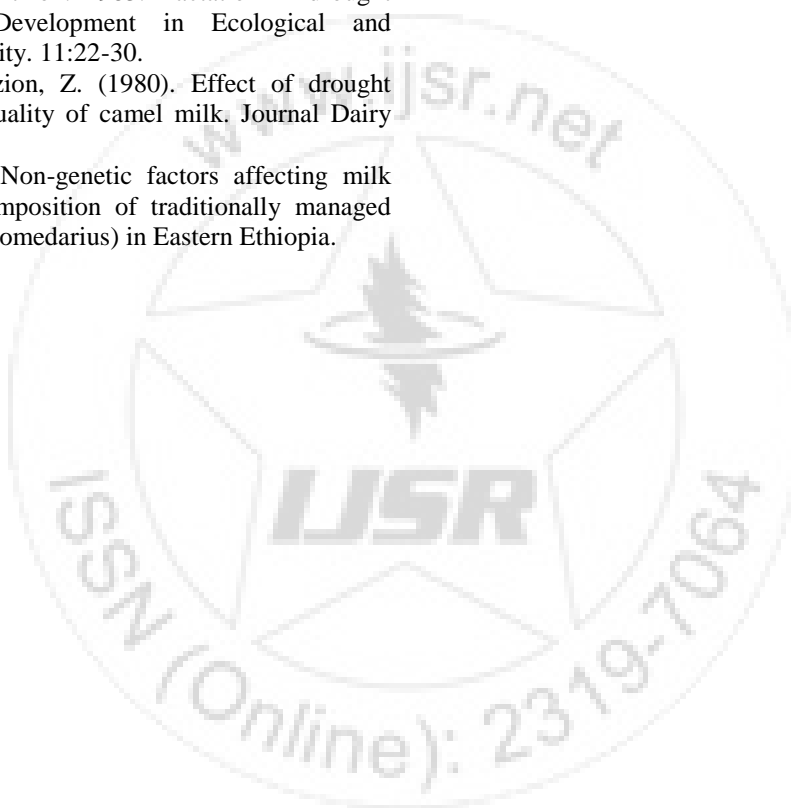 Development in Ecological and
ity. 11:22-30.
zion, Z. (1980). Effect of drought
uality of camel milk. Journal Dairy
Non-genetic factors affecting milk
mposition of traditionally managed
omedarius) in Eastern Ethiopia.
www.ijsr.net
IJSR
ISSN (Online): 2319-7064